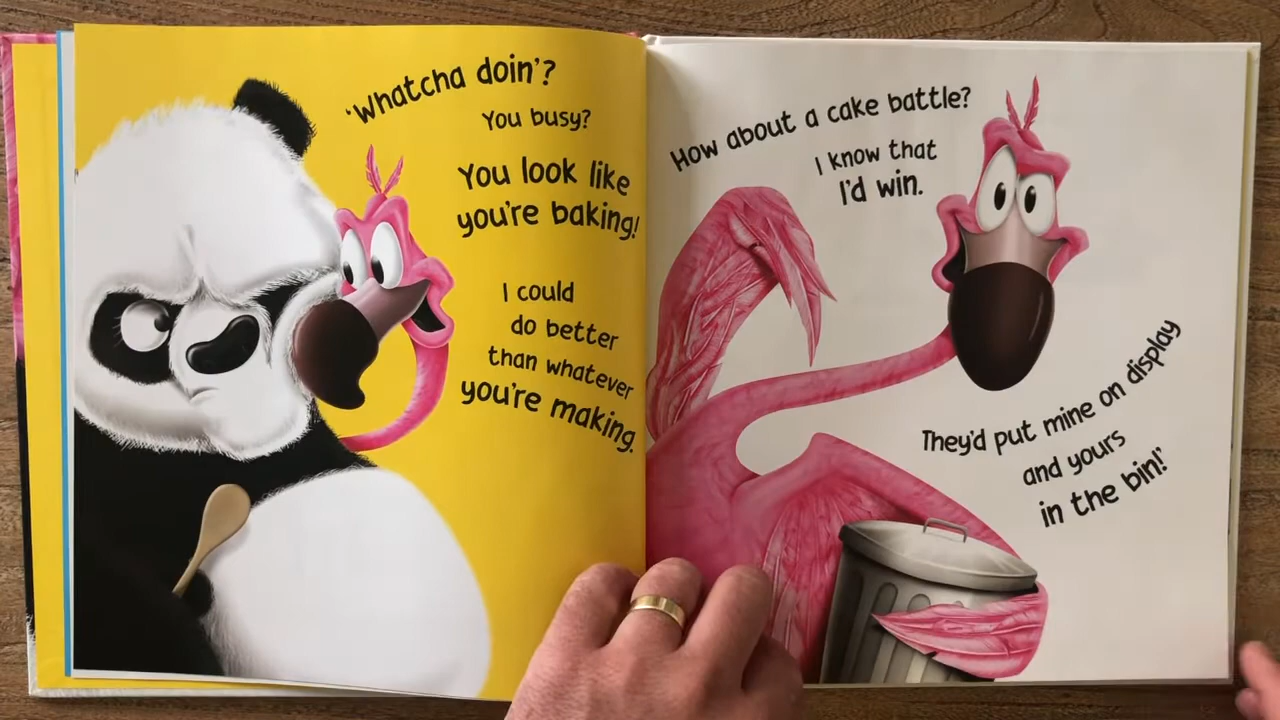 'Whatcha doin'?
You busy?
You look like
you're baking!
I could
do better
than whatever
you're making.
How about a cake battle?
I know that
I'd win.
They'd put mine on display
and yours
in the bin!'